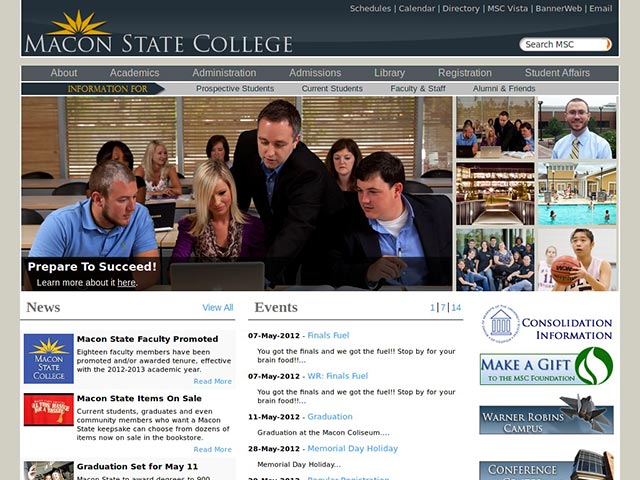 Schedules | Calendar | Directory | MSC Vista | BannerWeb | Email
MACON STATE COLLEGE
Search MSC
About Academics Administration Admissions Library Registration Student Affairs
INFORMATION FOR Prospective Students Current Students Faculty & Staff Alumni & Friends
Prepare To Succeed!
Learn more about it here.
News View All
MACON STATE COLLEGE
Macon State Faculty Promoted
Eighteen faculty members have been
promoted and/or awarded tenure, effective
with the 2012-2013 academic year.
Read More
Macon State Items On Sale
Current students, graduates and even
community members who want a Macon
State keepsake can choose from dozens of
items now on sale in the bookstore.
Read More
Graduation Set for May 11
Macon State to award degrees to 900
Events 1 | 7 | 14
07-May-2012 - Finals Fuel
You got the finals and we got the fuel!! Stop by for your
brain food!!...
07-May-2012 - WR: Finals Fuel
You got the finals and we got the fuel!! Stop by for your
brain food!!...
11-May-2012 - Graduation
Graduation at the Macon Coliseum....
28-May-2012 - Memorial Day Holiday
Memorial Day Holiday...
29-May-2012 - Regular Registration
CONSOLIDATION
INFORMATION
MAKE A GIFT
TO THE MSC FOUNDATION
WARNER ROBINS
CAMPUS
CONFERENCE
CENTER